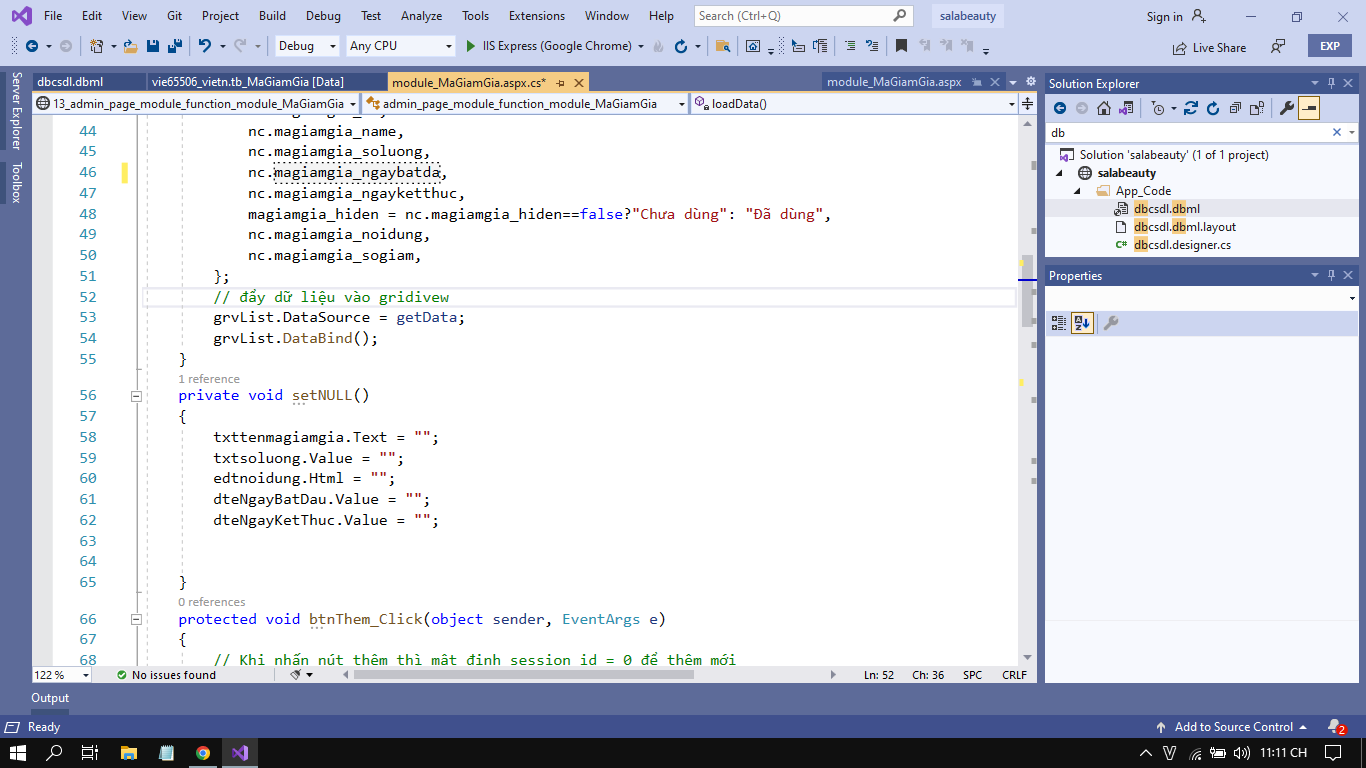 File Edit View Git Project Build Debug Test Analyze Tools Extensions Window Help Search (Ctrl+Q) salabeauty Sign in
Debug Any CPU IIS Express (Google Chrome) Live Share EXP
Server Explorer
Toolbox
dbcsdl.dbml vie65506_vietn.tb_MaGiamGia [Data] module_MaGiamGia.aspx.cs* module_MaGiamGia.aspx
13_admin_page_module_function_module_MaGiamGia admin_page_module_function_module_MaGiamGia loadData()
44 nc.magiamgia_name,
45 nc.magiamgia_soluong,
46 nc.magiamgia_ngaybatda,
47 nc.magiamgia_ngayketthuc,
48 magiamgia_hiden = nc.magiamgia_hiden==false?"Chưa dùng": "Đã dùng",
49 nc.magiamgia_noidung,
50 nc.magiamgia_sogiam,
51 };
52 // đẩy dữ liệu vào gridivew
53 grvList.DataSource = getData;
54 grvList.DataBind();
55 }
1 reference
56 private void setNULL()
57 {
58 txttenmagiamgia.Text = "";
59 txtsoluong.Value = "";
60 edtnoidung.Html = "";
61 dteNgayBatDau.Value = "";
62 dteNgayKetThuc.Value = "";
63
64
65 }
0 references
66 protected void btnThem_Click(object sender, EventArgs e)
67 {
68 // Khi nhấn nút thêm thì mật định session id = 0 để thêm mới
122 % No issues found Ln: 52 Ch: 36 SPC CRLF
Output
Ready Add to Source Control 2
Solution Explorer
db
Solution 'salabeauty' (1 of 1 project)
salabeauty
App_Code
dbcsdl.dbml
dbcsdl.dbml.layout
C# dbcsdl.designer.cs
Properties
11:11 CH